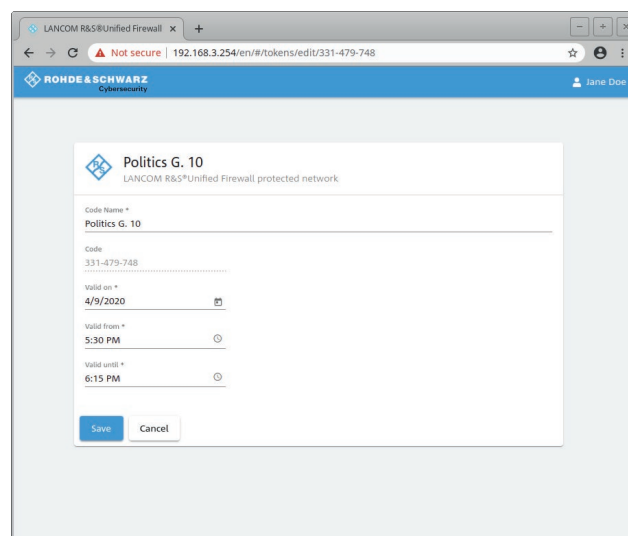 LANCOM R&S®Unified Firewall
Not secure | 192.168.3.254/en/#/tokens/edit/331-479-748
ROHDE&SCHWARZ
Cybersecurity
Jane Doe
R
S
Politics G. 10
LANCOM R&S®Unified Firewall protected network
Code Name *
Politics G. 10
Code
331-479-748
Valid on *
4/9/2020
Valid from *
5:30 PM
Valid until *
6:15 PM
Save Cancel